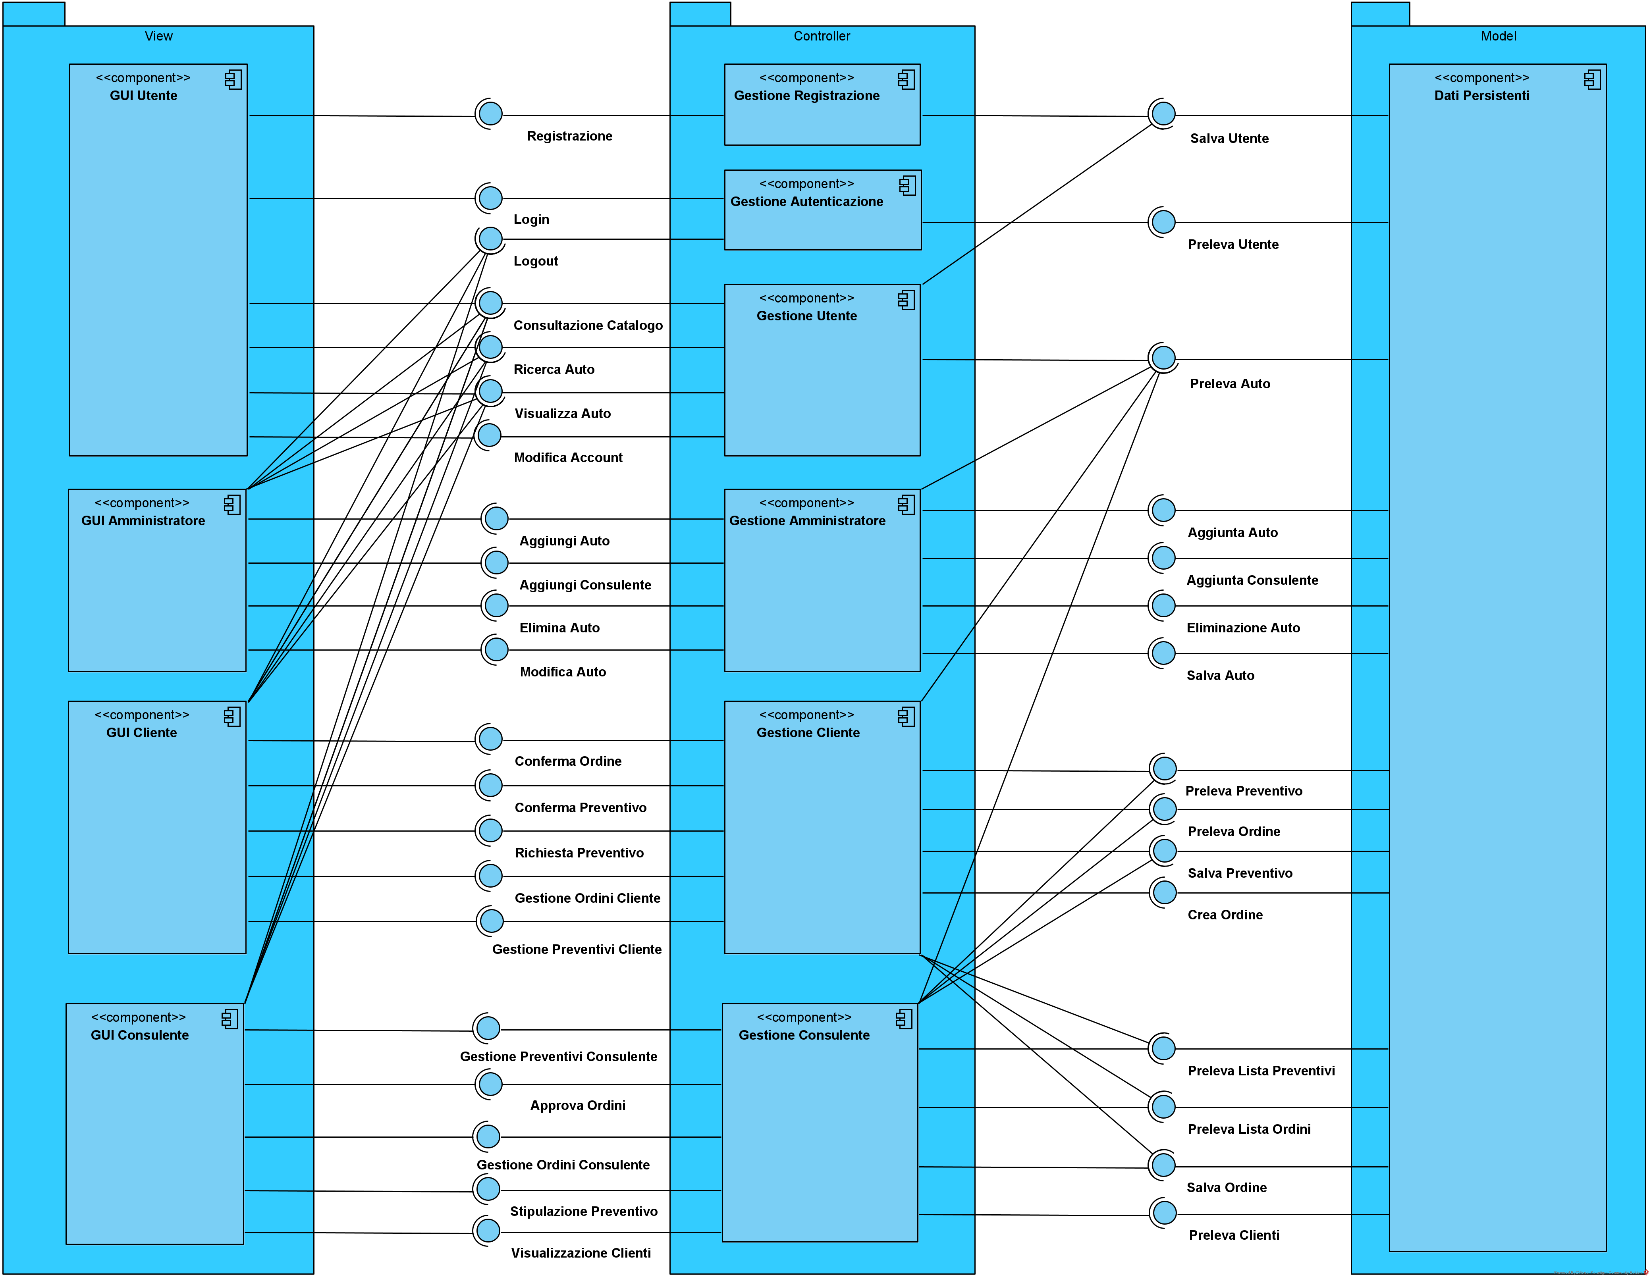 View
Controller
Model
<<component>>
GUI Utente
<<component>>
Gestione Registrazione
<<component>>
Dati Persistenti
Registrazione
Salva Utente
<<component>>
Gestione Autenticazione
Login
Preleva Utente
Logout
<<component>>
Gestione Utente
Consultazione Catalogo
Ricerca Auto
Preleva Auto
Visualizza Auto
Modifica Account
<<component>>
GUI Amministratore
<<component>>
Gestione Amministratore
Aggiungi Auto
Aggiunta Auto
Aggiungi Consulente
Aggiunta Consulente
Elimina Auto
Eliminazione Auto
Modifica Auto
Salva Auto
<<component>>
GUI Cliente
<<component>>
Gestione Cliente
Conferma Ordine
Preleva Preventivo
Conferma Preventivo
Preleva Ordine
Richiesta Preventivo
Salva Preventivo
Gestione Ordini Cliente
Crea Ordine
Gestione Preventivi Cliente
<<component>>
GUI Consulente
<<component>>
Gestione Consulente
Gestione Preventivi Consulente
Preleva Lista Preventivi
Approva Ordini
Preleva Lista Ordini
Gestione Ordini Consulente
Salva Ordine
Stipulazione Preventivo
Preleva Clienti
Visualizzazione Clienti